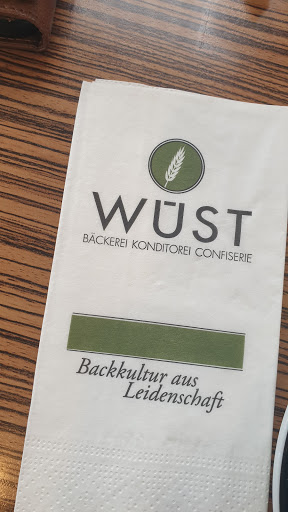 WÜST
BÄCKEREI KONDITOREI CONFISERIE
Backkultur aus
Leidenschaft